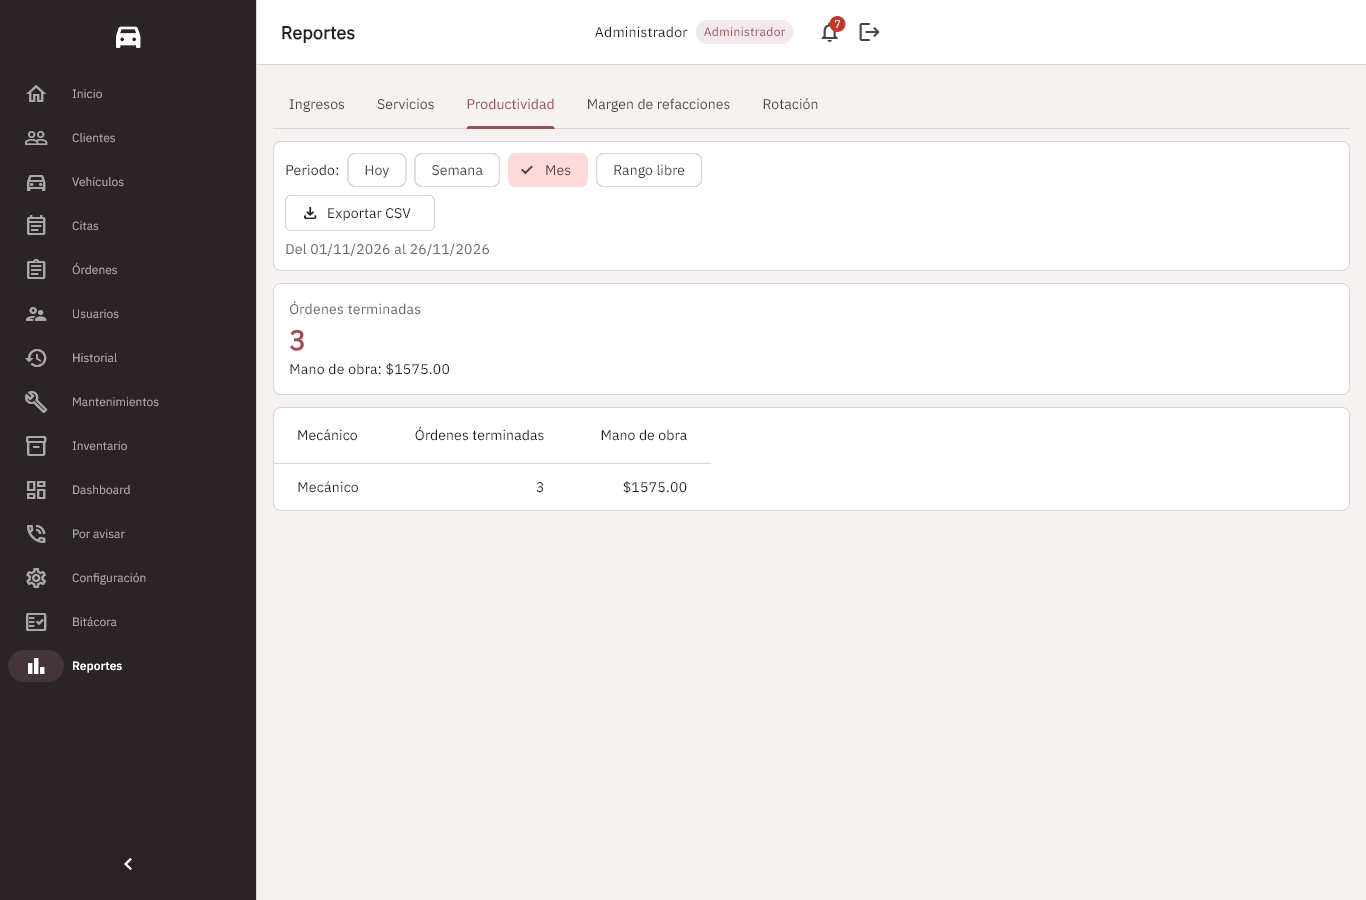 Reportes
Administrador
Administrador
7
Inicio
Clientes
Vehículos
Citas
Órdenes
Usuarios
Historial
Mantenimientos
Inventario
Dashboard
Por avisar
Configuración
Bitácora
Reportes
Ingresos Servicios Productividad Margen de refacciones Rotación
Periodo: Hoy Semana Mes Rango libre
Exportar CSV
Del 01/11/2026 al 26/11/2026
Órdenes terminadas
3
Mano de obra: $1575.00
Mecánico Órdenes terminadas Mano de obra
Mecánico 3 $1575.00